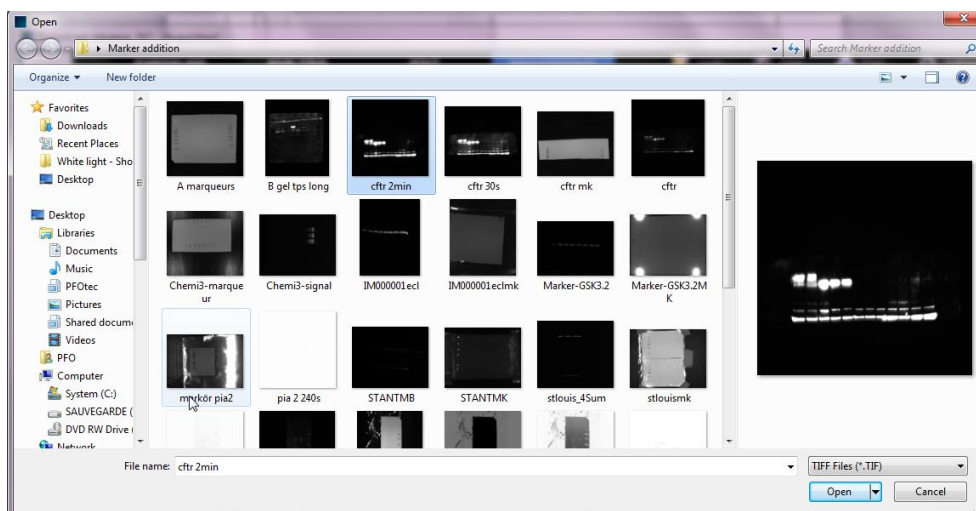 Open
Marker addition
Search Marker addition
Organize
New folder
Favorites
Downloads
Recent Places
White light - Sho
Desktop
Desktop
Libraries
Documents
Music
PFOtec
Pictures
Shared docum
Videos
PFO
Computer
System (C:)
SAUVEGARDE (
DVD RW Drive
Network
A marqueurs
B gel tps long
cftr 2min
cftr 30s
cftr mk
cftr
Chemi3-marque
ur
Chemi3-signal
IM000001ecl
IM000001eclmk
Marker-GSK3.2
Marker-GSK3.2M
K
markör pia2
pia 2 240s
STANTMB
STANTMK
stlouis_4Sum
stlouismk
File name:
cftr 2min
TIFF Files (*.TIF)
Open
Cancel